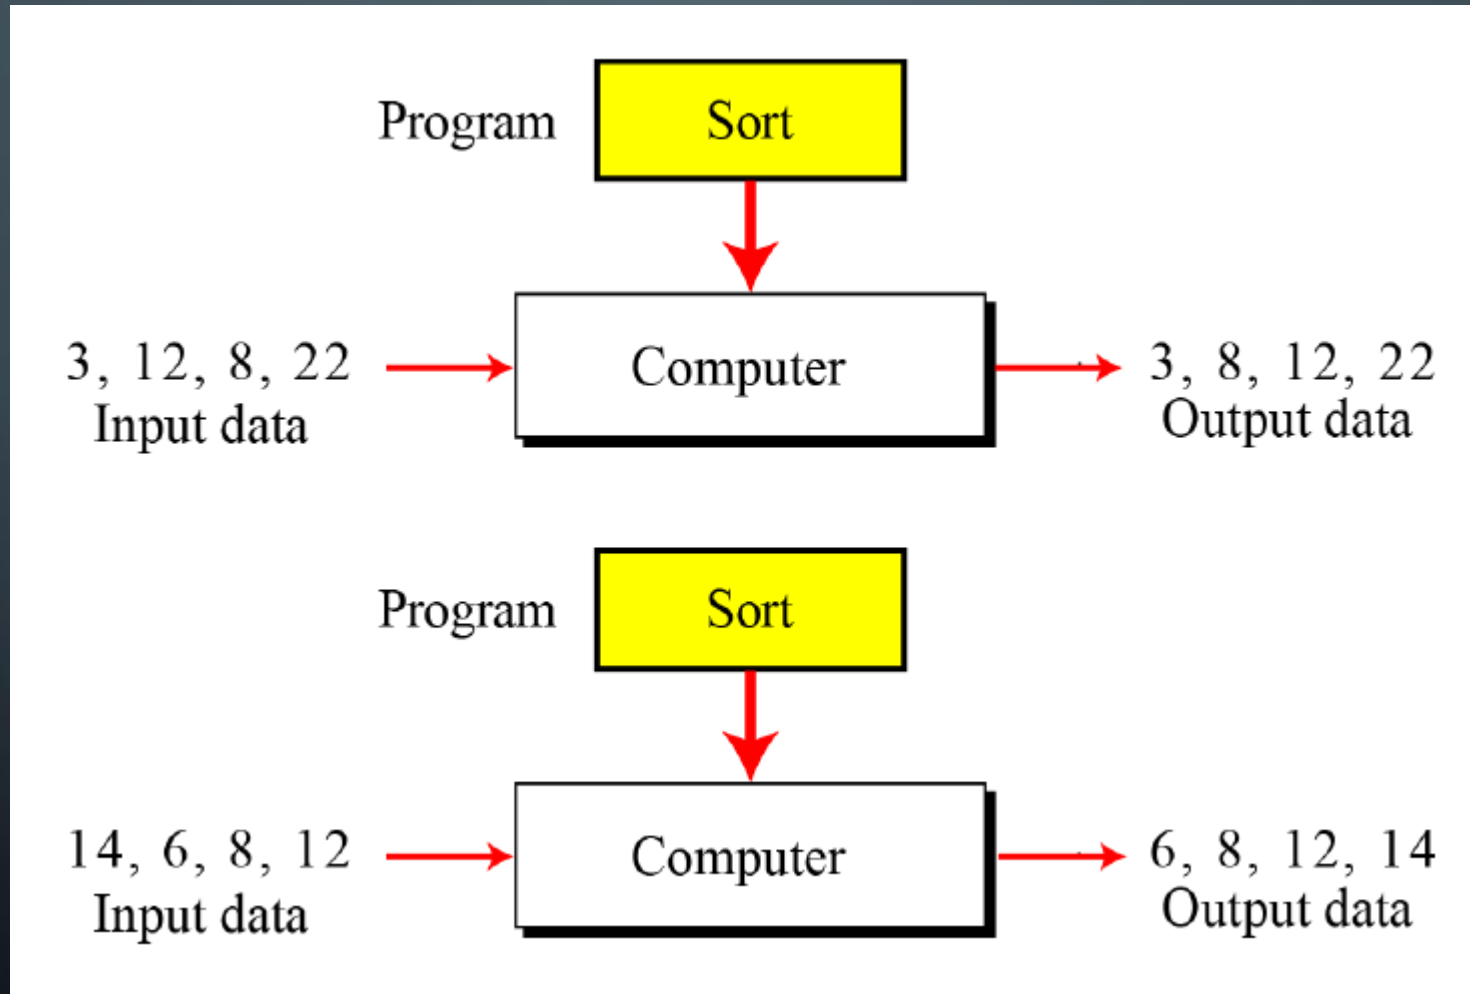 Program
Sort
3, 12, 8, 22
Input data
Computer
3, 8, 12, 22
Output data
Program
Sort
14, 6, 8, 12
Input data
Computer
6, 8, 12, 14
Output data